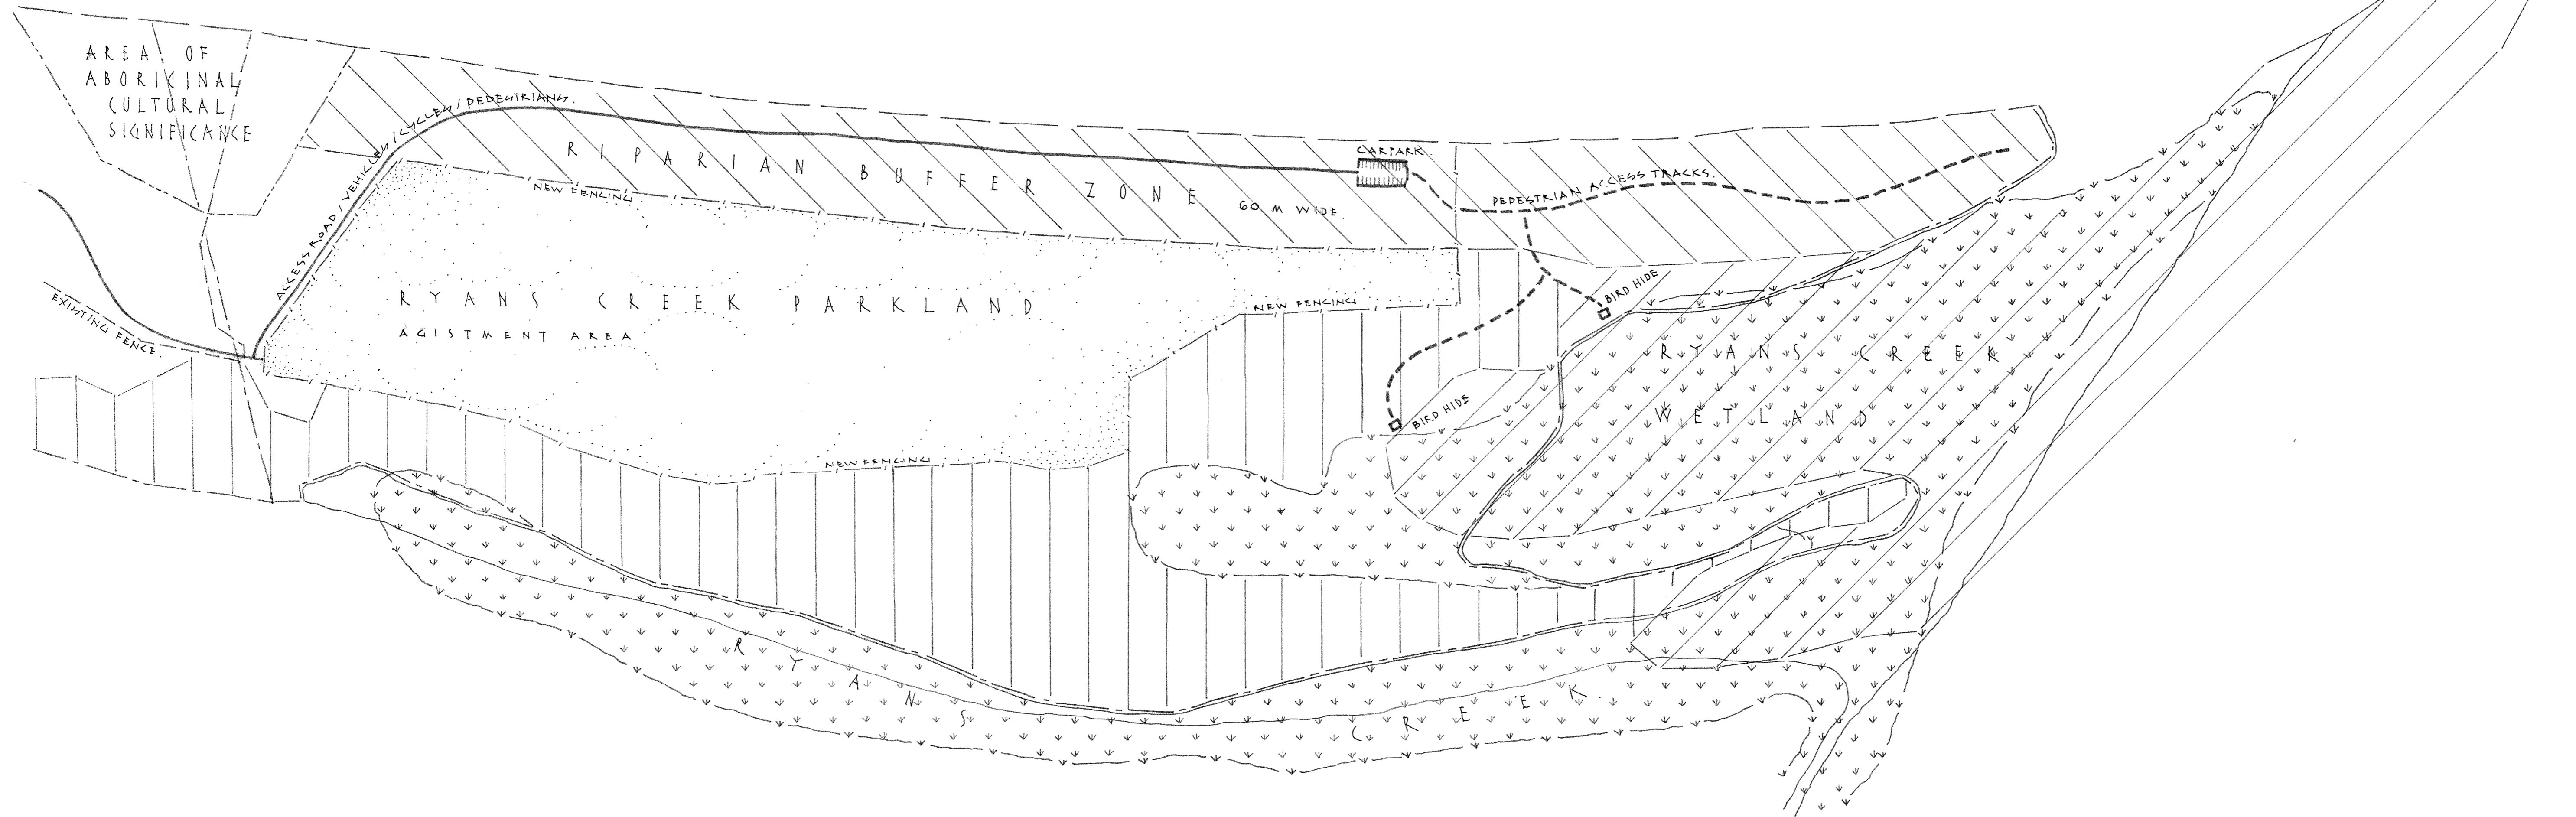 AREA OF
ABORIGINAL
CULTURAL
SIGNIFICANCE
ACCESS ROAD VEHICLES / CYCLES / PEDESTRIANS.
RIPARIAN BUFFER ZONE 60 M WIDE.
CARPARK.
PEDESTRIAN ACCESS TRACKS.
NEW FENCING
EXISTING FENCE.
RYANS CREEK PARKLAND
AGISTMENT AREA
NEW FENCING
BIRD HIDE
RYANS CREEK
WETLAND
BIRD HIDE
NEW FENCING
RYANS CREEK.